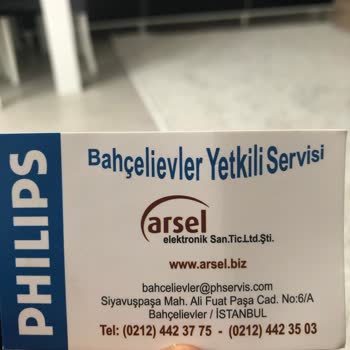 PHILIPS
Bahçelievler Yetkili Servisi
arsel
elektronik San.Tic.Ltd.Şti.
www.arsel.biz
bahcelievler@phservis.com
Siyavuşpaşa Mah. Ali Fuat Paşa Cad. No:6/A
Bahçelievler / İSTANBUL
Tel: (0212) 442 37 75 - (0212) 442 35 03